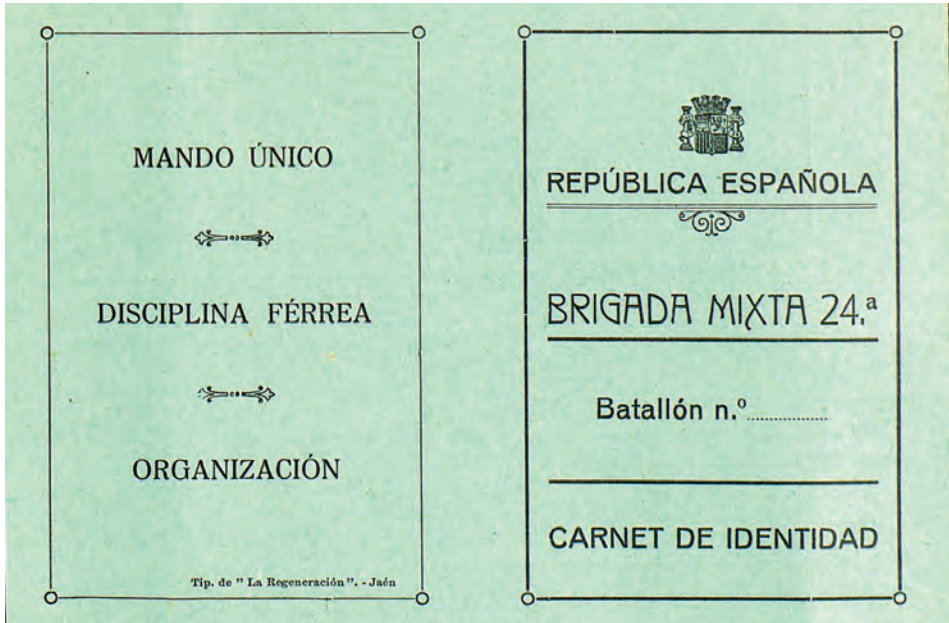 MANDO ÚNICO
DISCIPLINA FÉRREA
ORGANIZACIÓN
Tip. de " La Regeneración ". - Jaén
REPÚBLICA ESPAÑOLA
BRIGADA MIXTA 24.ª
Batallón n.º
CARNET DE IDENTIDAD